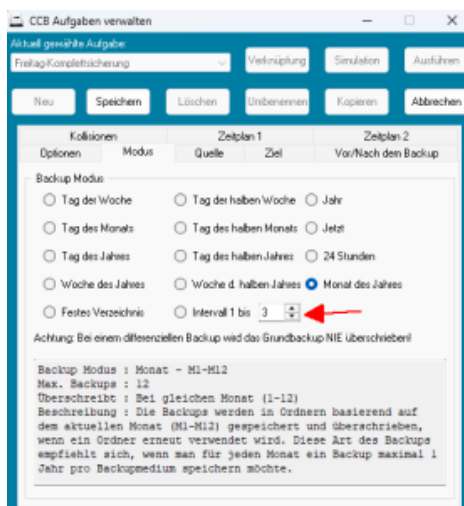 CCB Aufgaben verwalten
Aktuell gewählte Aufgabe:
Freitag-Komplettsicherung
Verknüpfung Simulation Ausführen
Neu Speichern Löschen Umbenennen Kopieren Abbrechen
Kollisionen Zeitplan 1 Zeitplan 2
Optionen Modus Quelle Ziel Vor/Nach dem Backup
Backup Modus
Tag der Woche Tag der halben Woche Jahr
Tag des Monats Tag des halben Monats Jetzt
Tag des Jahres Tag des halben Jahres 24 Stunden
Woche des Jahres Woche d. halben Jahres Monat des Jahres
Festes Verzeichnis Intervall 1 bis 3
Achtung: Bei einem differenziellen Backup wird das Grundbackup NIE überschrieben!
Backup Modus : Monat - M1-M12
Max. Backups : 12
Überschreibt : Bei gleichen Monat (1-12)
Beschreibung : Die Backups werden in Ordnern basierend auf
dem aktuellen Monat (M1-M12) gespeichert und überschrieben,
wenn ein Ordner erneut verwendet wird. Diese Art des Backups
empfiehlt sich, wenn man für jeden Monat ein Backup maximal 1
Jahr pro Backupmedium speichern möchte.